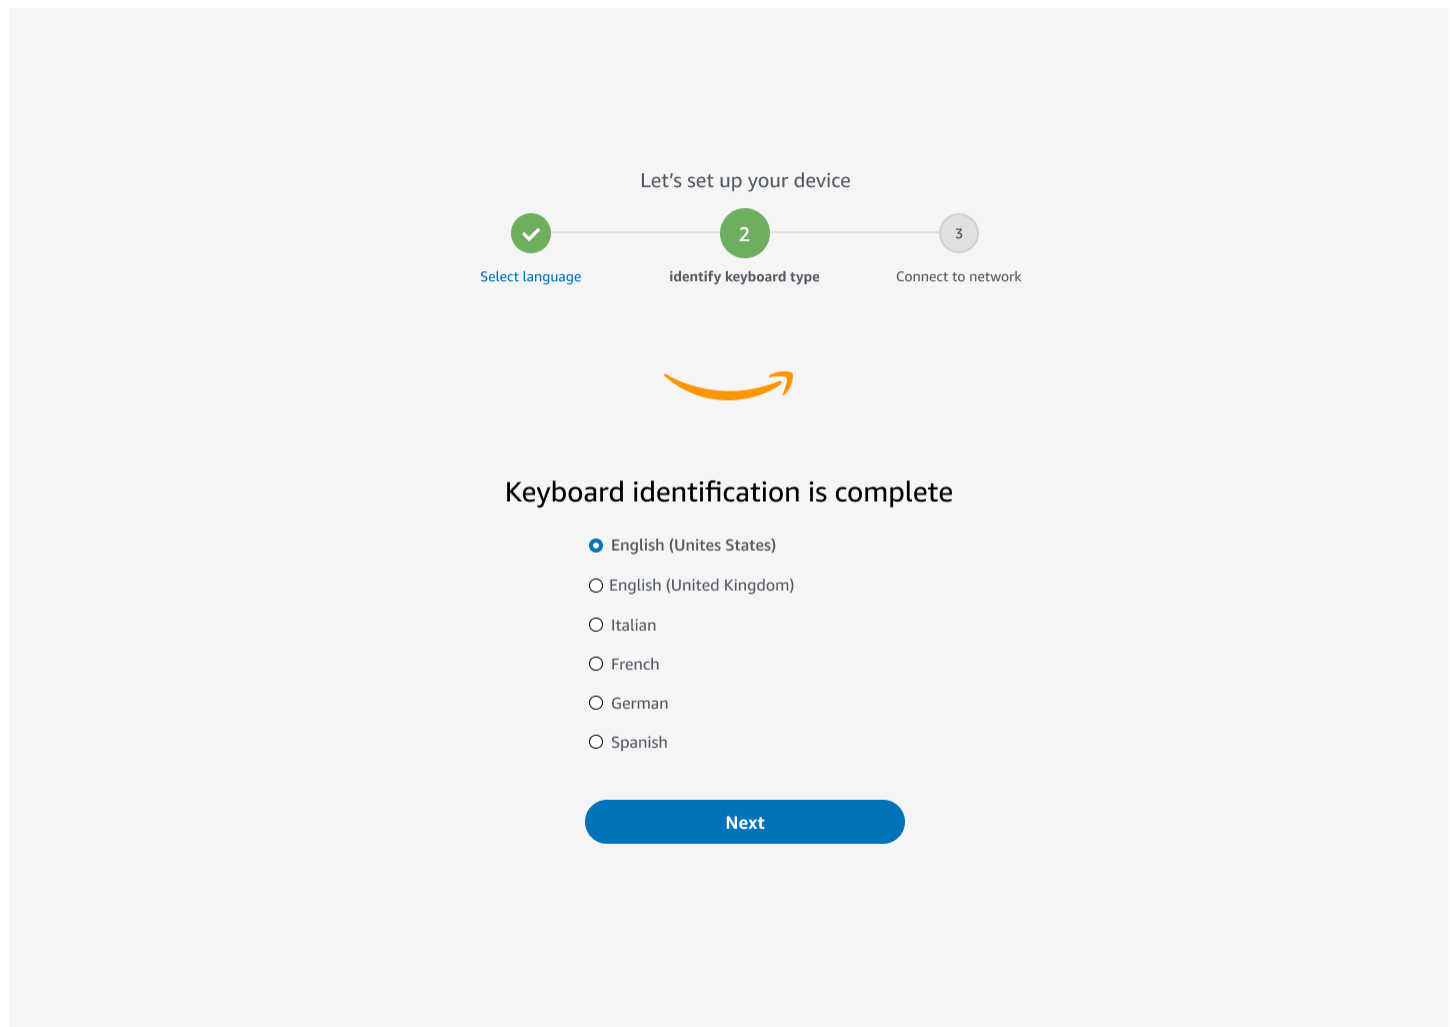 Let's set up your device
2
3
Select language
identify keyboard type
Connect to network
Keyboard identification is complete
English (Unites States)
English (United Kingdom)
Italian
French
German
Spanish
Next